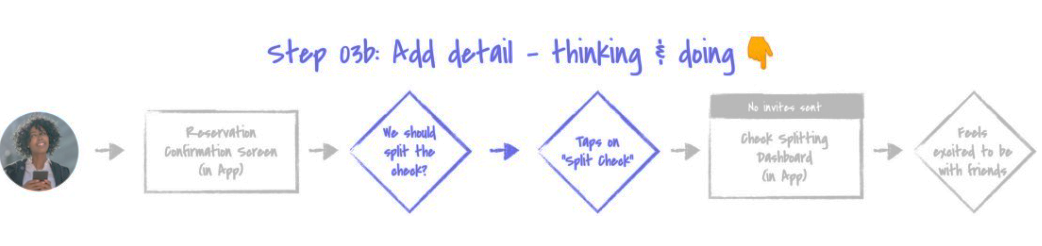 Step 03b: Add detail - thinking & doing
Reservation
Confirmation Screen
(in App)
We should
split the
check?
Taps on
"Split Check"
No invites sent
Check Splitting
Dashboard
(in App)
Feels
excited to be
with friends